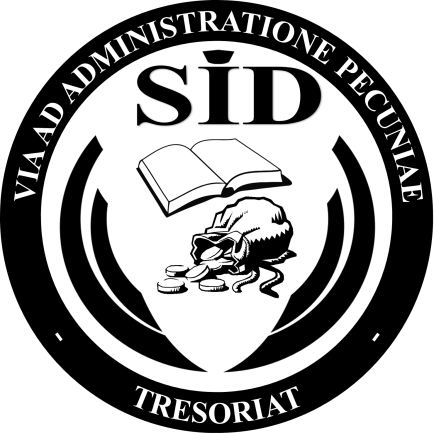 VIA AD ADMINISTRATIONE PECUNIAE
SID
TRESORIAT